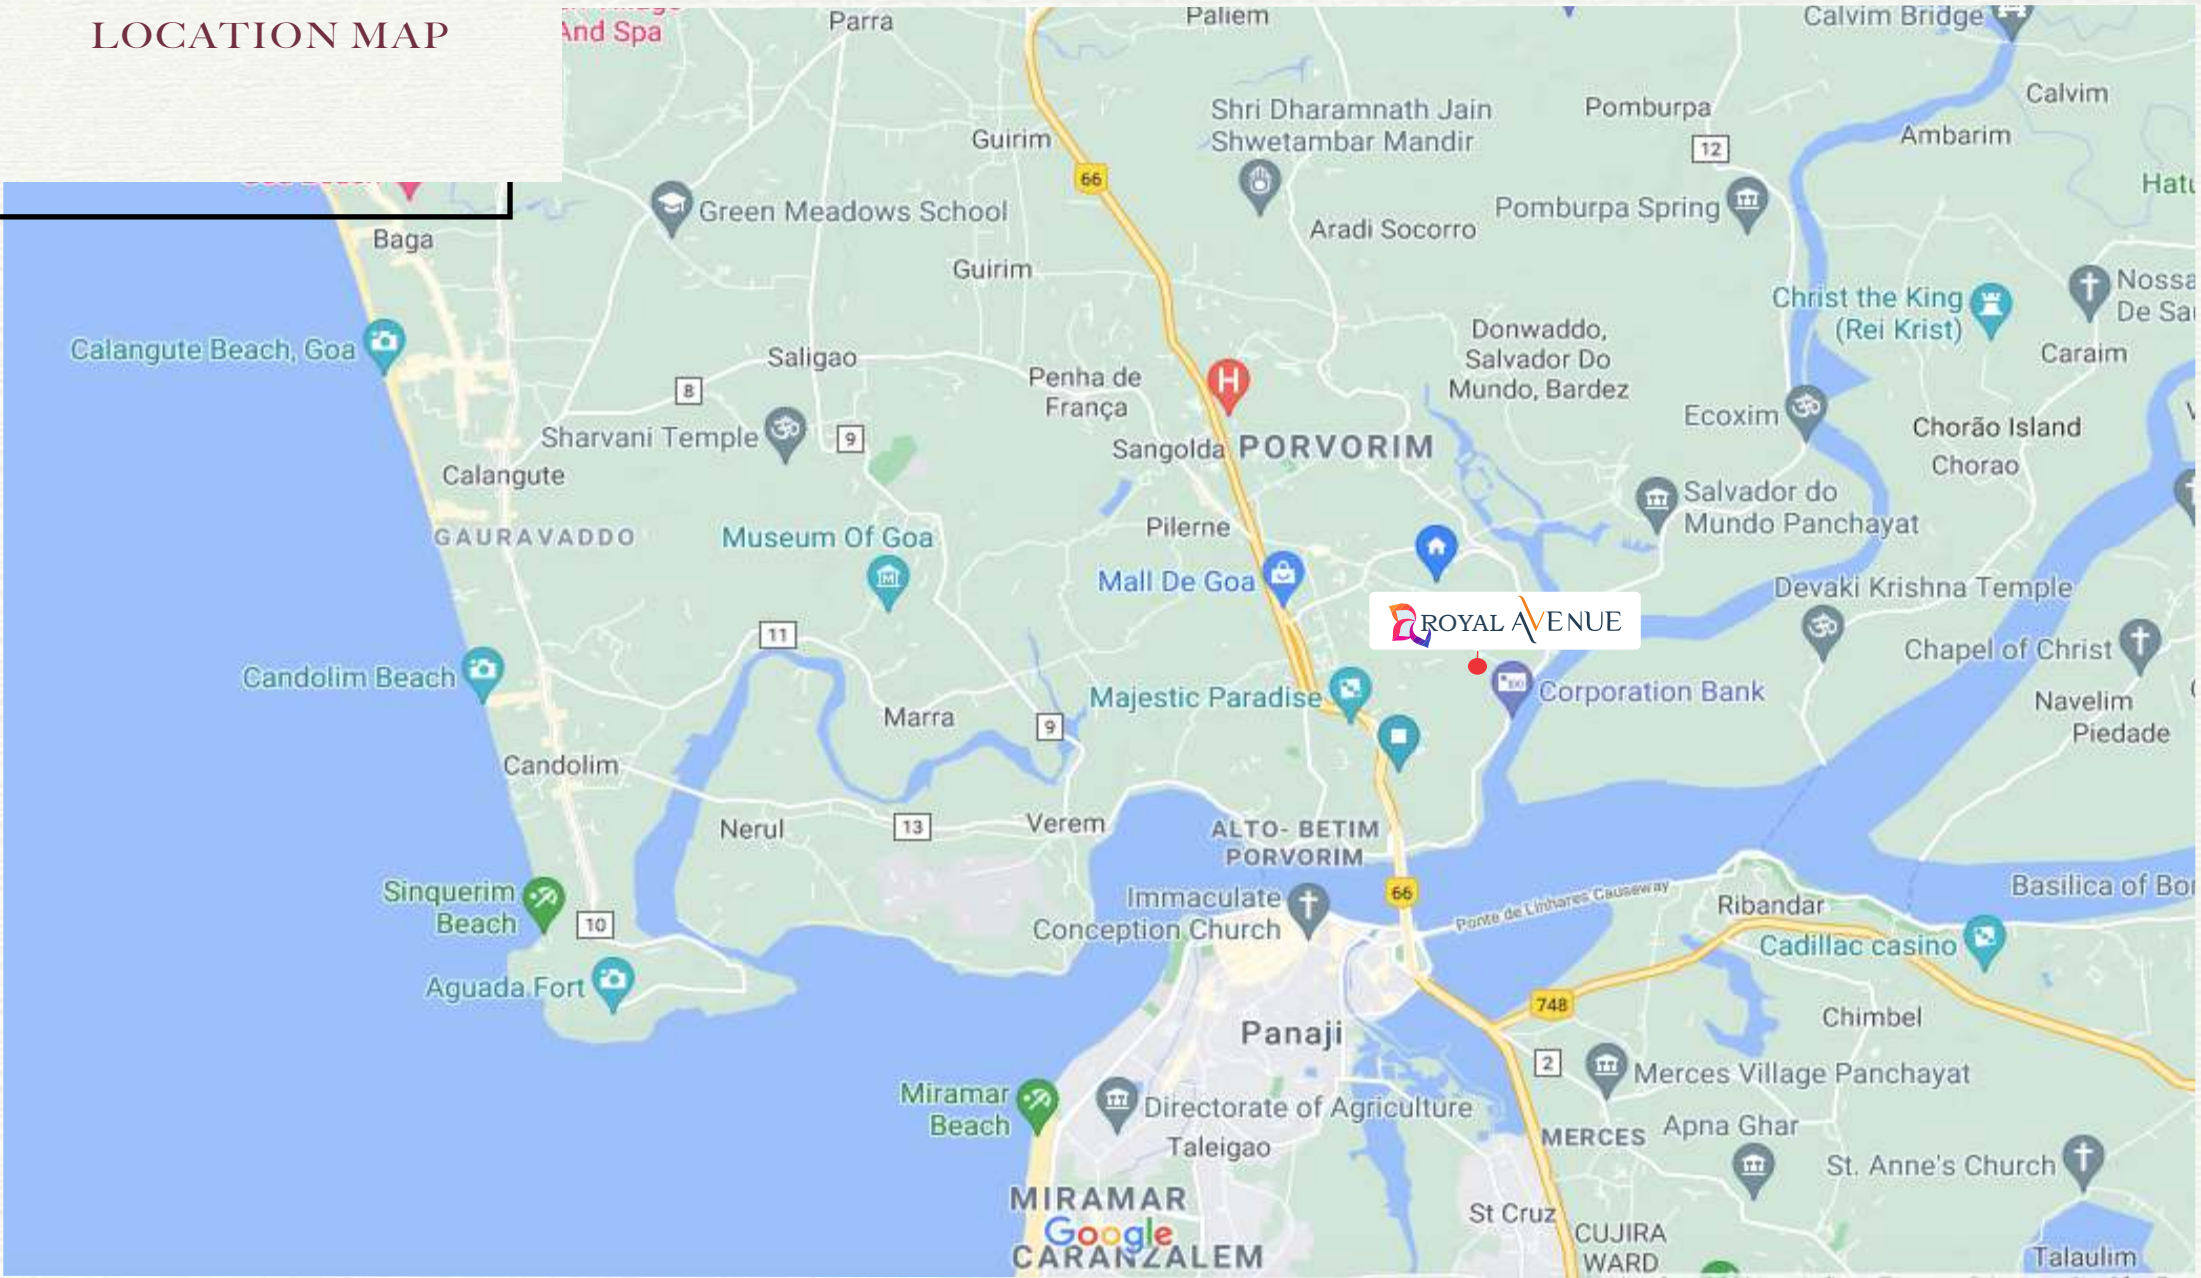 LOCATION MAP
And Spa
Parra
Paliem
Calvim Bridge
Calvim
Shri Dharamnath Jain
Shwetambar Mandir
Pomburpa
12
Ambarim
Guirim
66
Green Meadows School
Pomburpa Spring
Aradi Socorro
Baga
Guirim
Christ the King
(Rei Krist)
Nossa
Calangute Beach, Goa
Saligao
Donwaddo,
Salvador Do
Mundo, Bardez
Caraim
Penha de
França
H
8
Sharvani Temple
9
Sangolda
PORVORIM
Ecoxim
Chorão Island
Chorao
Calangute
Salvador do
Mundo Panchayat
GAURAVADDO
Museum Of Goa
M
Pilerne
Mall De Goa
Devaki Krishna Temple
ROYAL AVENUE
11
Chapel of Christ
Candolim Beach
Majestic Paradise
Corporation Bank
Marra
9
Navelim
Piedade
Candolim
Nerul
13
Verem
ALTO- BETIM
PORVORIM
Sinquerim
Beach
10
Immaculate
Conception Church
66
Ponte de Linhares Causeway
Ribandar
Basilica of
Cadillac casino
Aguada Fort
748
Panaji
Chimbel
2
Merces Village Panchayat
Miramar
Beach
Directorate of Agriculture
Taleigao
MERCES
Apna Ghar
St. Anne's Church
MIRAMAR
Google
CARANZALEM
St Cruz
CUJIRA
WARD
Talaulim